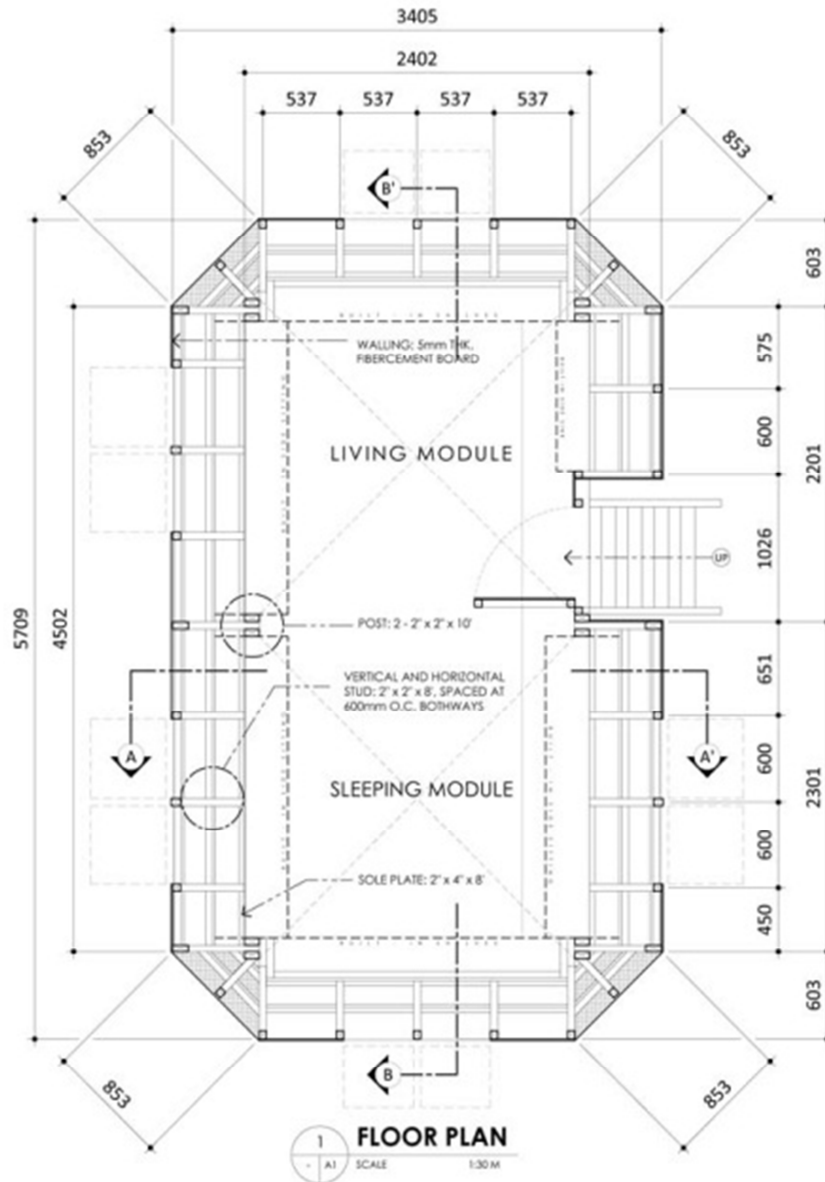 3405
2402
537 537 537 537
853
853
B'
603
WALLING: 5mm THK.
FIBERCEMENT BOARD
575
LIVING MODULE
600
2201
UP
1026
5709
4502
POST: 2 - 2" x 2" x 10'
VERTICAL AND HORIZONTAL
STUD: 2" x 2" x 8', SPACED AT
600mm O.C. BOTHWAYS
651
A
A'
600
SLEEPING MODULE
2301
600
SOLE PLATE: 2" x 4" x 8'
450
603
B
853
853
1
FLOOR PLAN
- A1 SCALE 1:30 M